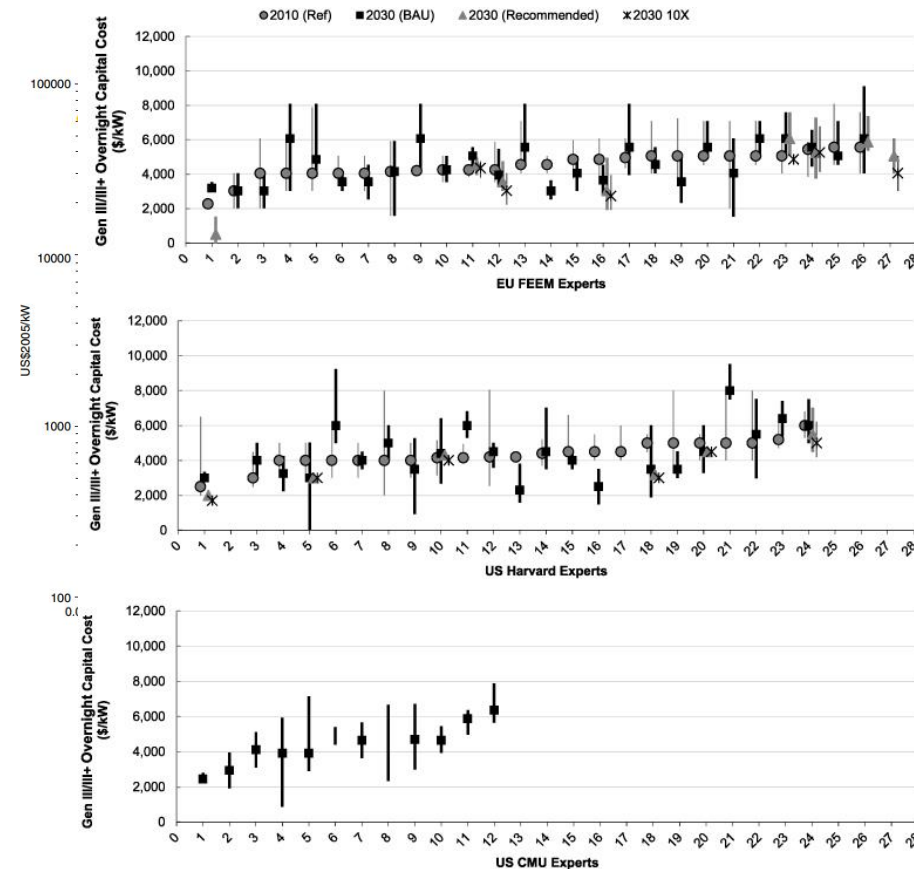 2010 (Ref) 2030 (BAU) 2030 (Recommended) 2030 10X
Gen III/III+ Overnight Capital Cost
($/kW)
12,000
10,000
8,000
6,000
4,000
2,000
0
0 1 2 3 4 5 6 7 8 9 10 11 12 13 14 15 16 17 18 19 20 21 22 23 24 25 26 27 28
EU FEEM Experts
US$2005/kW
100000
10000
1000
100
0.0
Gen III/III+ Overnight Capital Cost
($/kW)
12,000
10,000
8,000
6,000
4,000
2,000
0
0 1 2 3 4 5 6 7 8 9 10 11 12 13 14 15 16 17 18 19 20 21 22 23 24 25 26 27 28
US Harvard Experts
Gen III/III+ Overnight Capital Cost
($/kW)
12,000
10,000
8,000
6,000
4,000
2,000
0
0 1 2 3 4 5 6 7 8 9 10 11 12 13 14 15 16 17 18 19 20 21 22 23 24 25 26 27 28
US CMU Experts